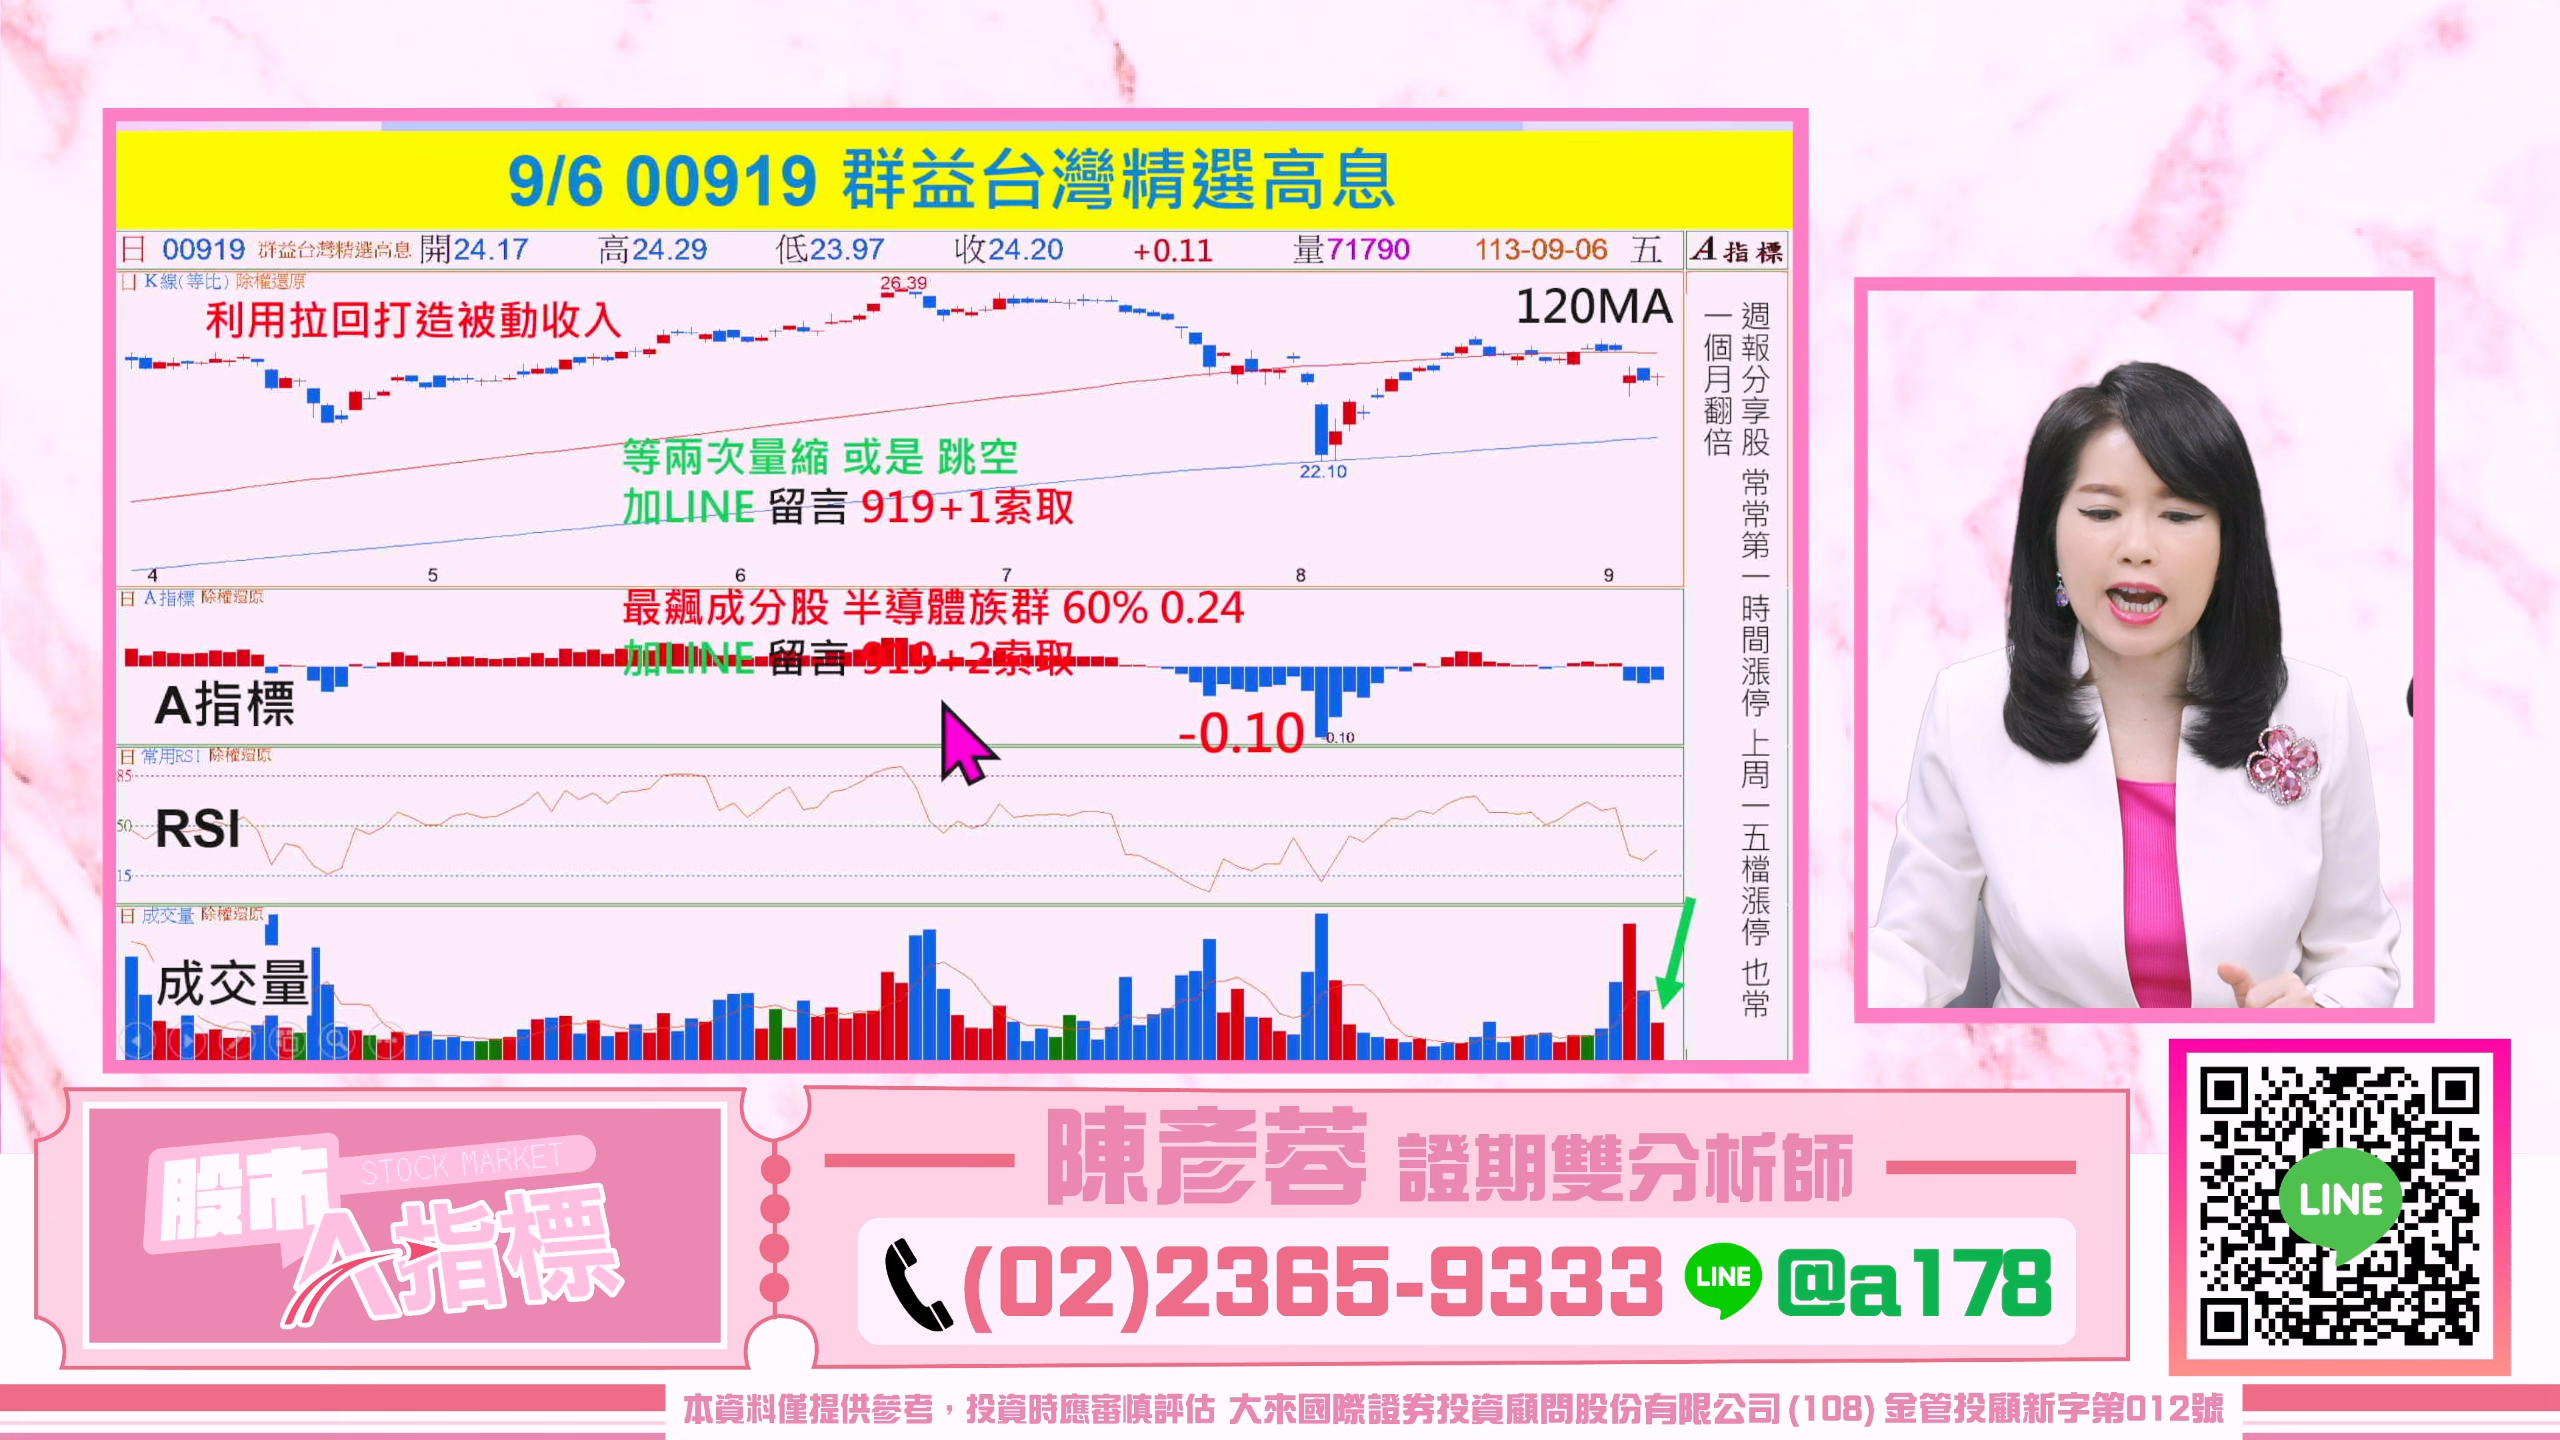 9/6 00919 群益台灣精選高息
日 00919 群益台灣精選高息 開24.17 高24.29 低23.97 收24.20 +0.11 量71790 113-09-06 五 A指標
日 K線(等比) 除權還原
利用拉回打造被動收入
26.39
120MA
等兩次量縮 或是 跳空
加LINE 留言 919+1索取
22.10
4 5 6 7 8 9
日 A指標 除權還原
最飆成分股 半導體族群 60% 0.24
加LINE 留言 919+2索取
A指標
-0.10
-0.10
日 常用RSI 除權還原
85
RSI
50
15
日 成交量 除權還原
成交量
週報分享股 常常第一時間漲停 上周一五檔漲停 也常
一個月翻倍
股市 STOCK MARKET
A指標
陳彥蓉 證期雙分析師
(02)2365-9333 LINE @a178
LINE
本資料僅提供參考，投資時應審慎評估 大來國際證券投資顧問股份有限公司 (108) 金管投顧新字第012號